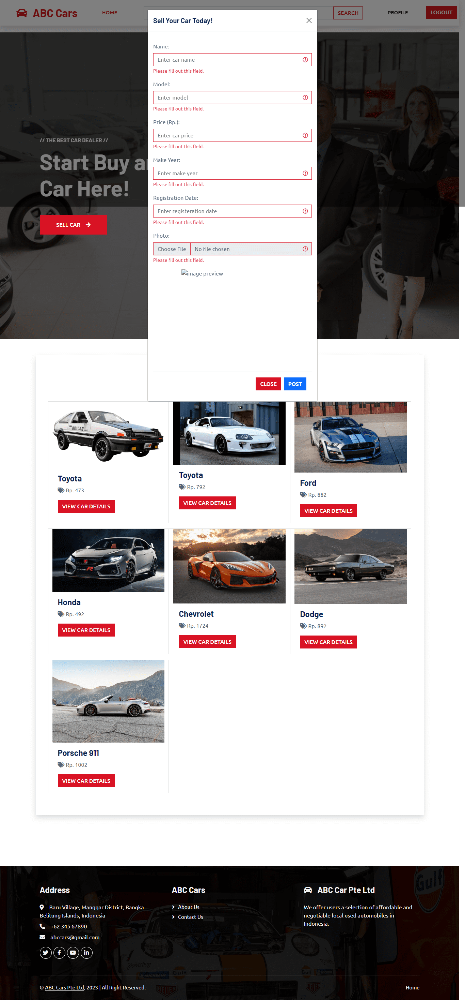 ABC Cars
HOME
SEARCH
PROFILE
LOGOUT
Sell Your Car Today!
Name:
Enter car name
Please fill out this field.
Model:
Enter model
Please fill out this field.
Price (Rp.):
Enter car price
Please fill out this field.
Make Year:
Enter make year
Please fill out this field.
Registration Date:
Enter registeration date
Please fill out this field.
Photo:
Choose File No file chosen
Please fill out this field.
image preview
CLOSE POST
// THE BEST CAR DEALER //
Start Buy
Car Here!
SELL CAR
Toyota
Rp. 473
VIEW CAR DETAILS
Toyota
Rp. 792
VIEW CAR DETAILS
Ford
Rp. 882
VIEW CAR DETAILS
TYPE R
Honda
Rp. 492
VIEW CAR DETAILS
Chevrolet
Rp. 1724
VIEW CAR DETAILS
Dodge
Rp. 892
VIEW CAR DETAILS
Porsche 911
Rp. 1002
VIEW CAR DETAILS
Address
Baru Village, Manggar District, Bangka
Belitung Islands, Indonesia
+62 345 67890
abccars@gmail.com
ABC Cars
About Us
Contact Us
ABC Car Pte Ltd
We offer users a selection of affordable and
negotiable local used automobiles in
Indonesia.
Gulf
MICHELIN
Gulf
Gulf
HEUER
HEUER
© ABC Cars Pte Ltd, 2023 | All Right Reserved.
Home